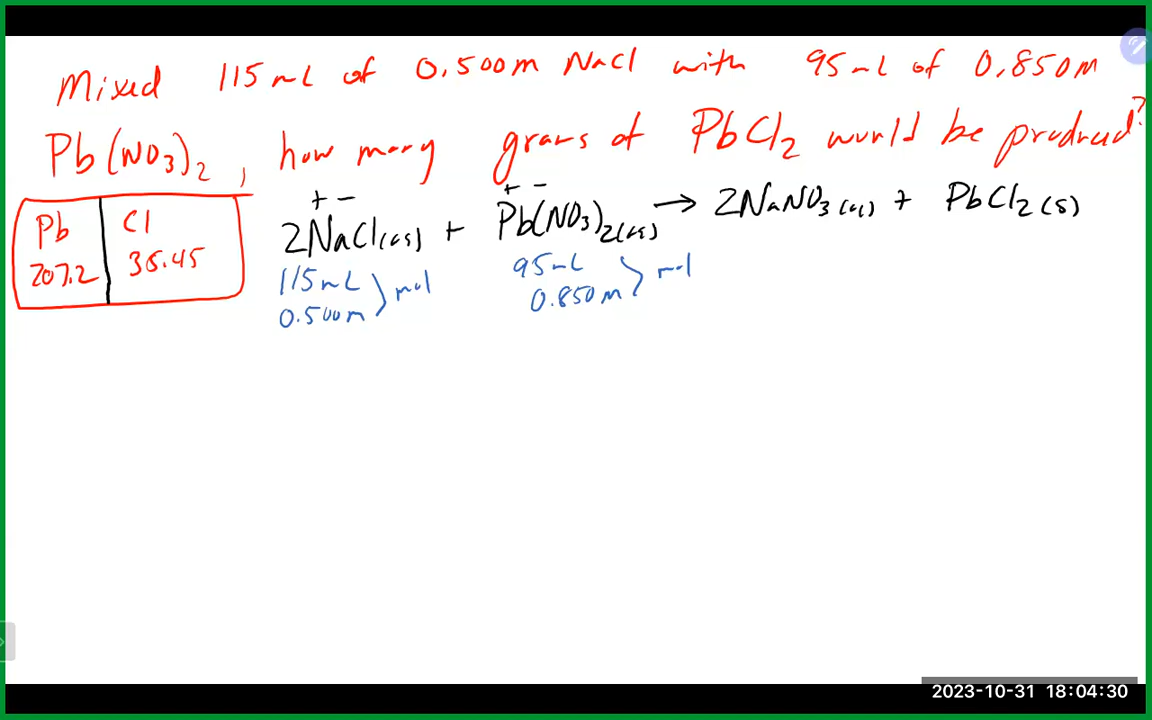 Mixed 115 mL of 0.500 m NaCl with 95 mL of 0.850 m
Pb(NO3)2, how many grams of PbCl2 would be produced?
Pb Cl
207.2 35.45
+ - + -
2NaCl(aq) + Pb(NO3)2(aq) → 2NaNO3(aq) + PbCl2(s)
115 mL 95 mL
0.500 m } mol 0.850 m } mol
2023-10-31 18:04:30